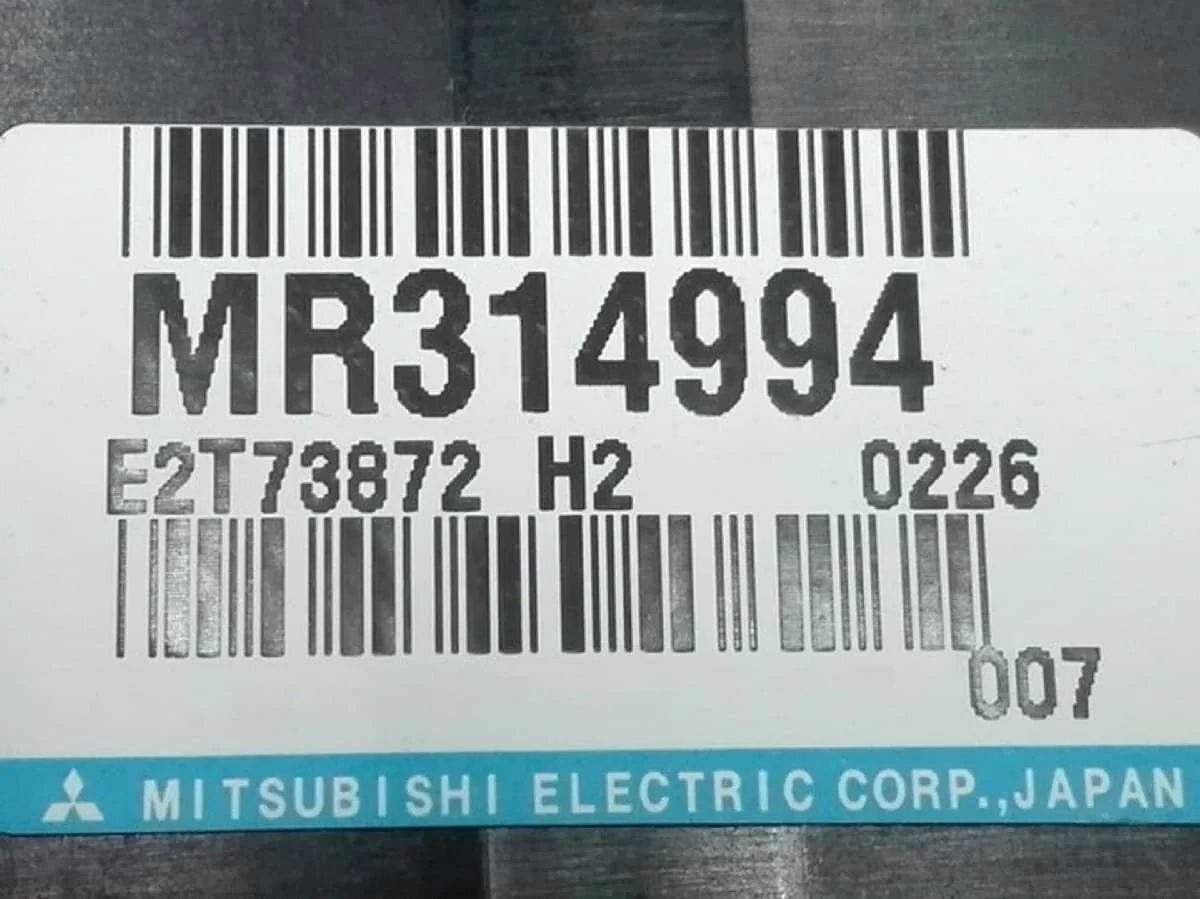 MR314994
E2T73872 H2 0226
007
MITSUBISHI ELECTRIC CORP.,JAPAN